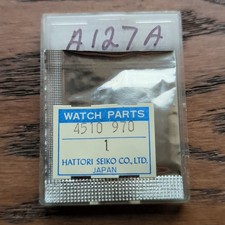 A127A
WATCH PARTS
4510 970
1
HATTORI SEIKO CO., LTD.
JAPAN